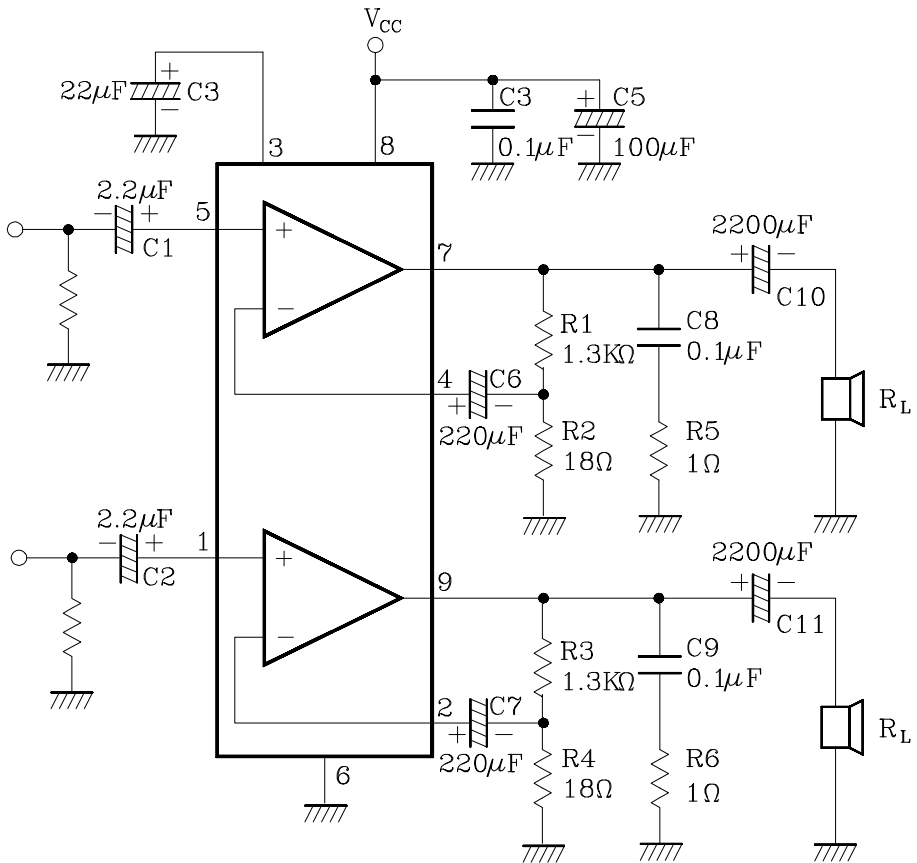 V_CC
+
22μF
C3
−
3
8
C3
0.1μF
+
C5
−
100μF
2.2μF
− +
C1
5
+
−
7
2200μF
+ −
C10
R1
1.3KΩ
C8
0.1μF
4
C6
+ −
220μF
R2
18Ω
R5
1Ω
R_L
2.2μF
− +
C2
1
+
−
9
2200μF
+ −
C11
R3
1.3KΩ
C9
0.1μF
2
C7
+ −
220μF
R4
18Ω
R6
1Ω
R_L
6